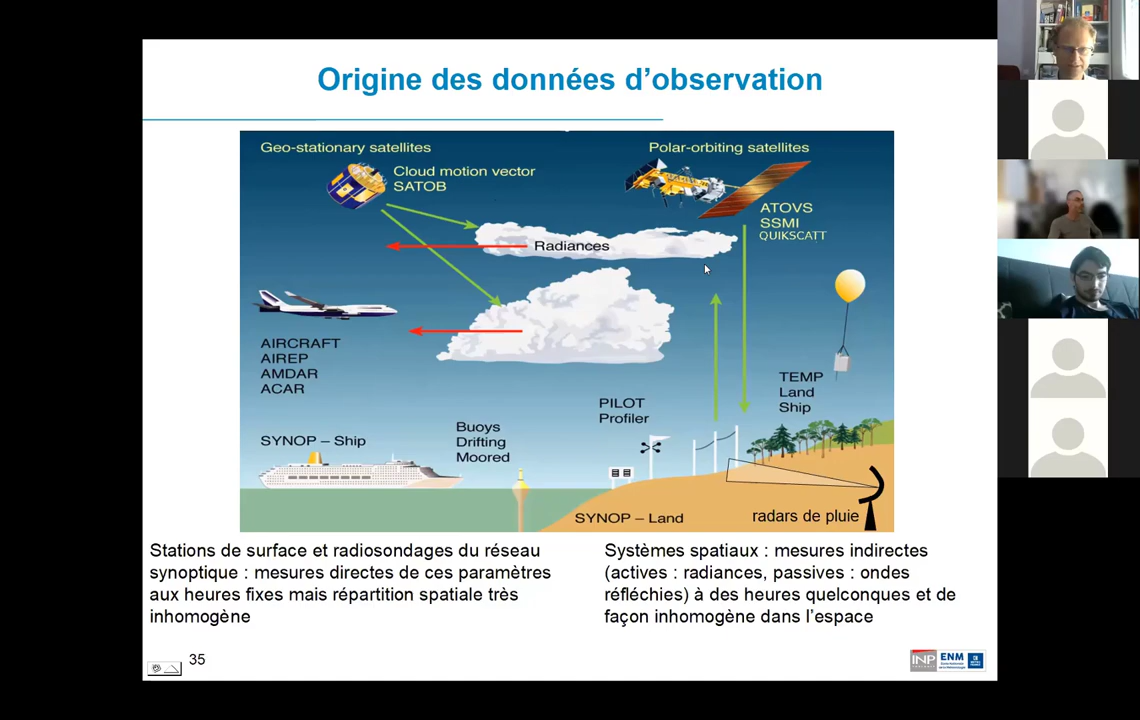 Origine des données d’observation
Geo-stationary satellites
Polar-orbiting satellites
Cloud motion vector
SATOB
ATOVS
SSMI
QUIKSCATT
Radiances
AIRCRAFT
AIREP
AMDAR
ACAR
TEMP
Land
Ship
PILOT
Profiler
Buoys
Drifting
Moored
SYNOP – Ship
SYNOP – Land
radars de pluie
Stations de surface et radiosondages du réseau
synoptique : mesures directes de ces paramètres
aux heures fixes mais répartition spatiale très
inhomogène
Systèmes spatiaux : mesures indirectes
(actives : radiances, passives : ondes
réfléchies) à des heures quelconques et de
façon inhomogène dans l’espace
35
INP
ENM